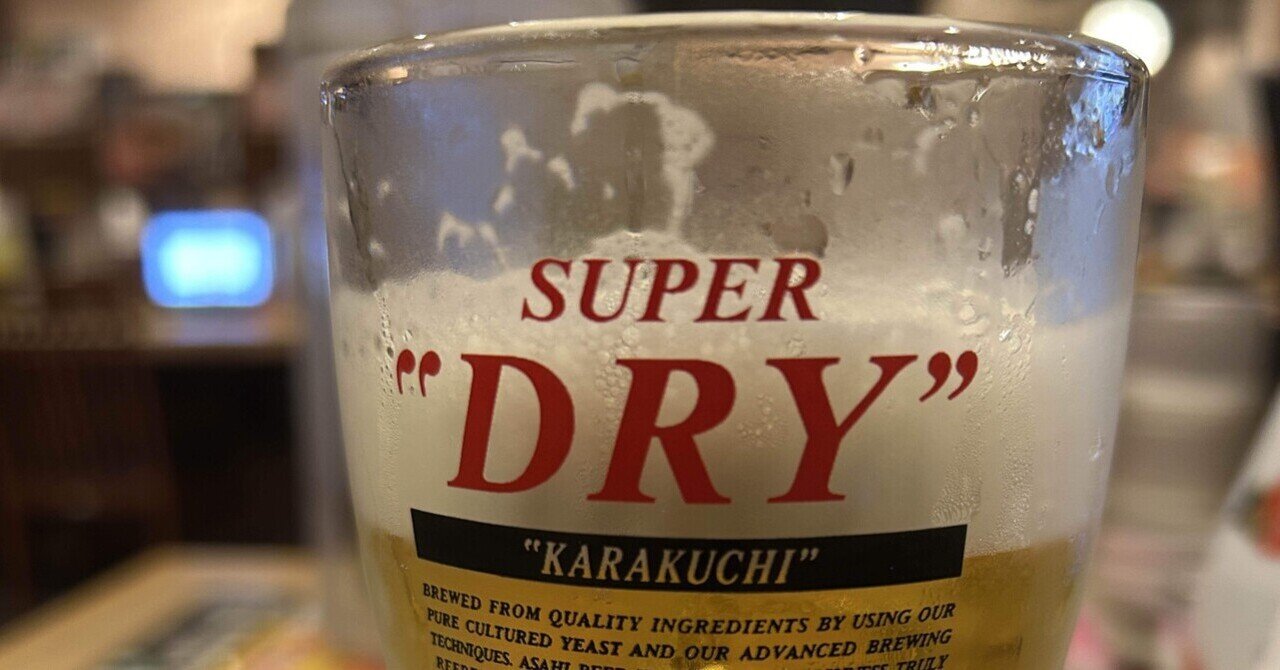 SUPER
“DRY”
“KARAKUCHI”
BREWED FROM QUALITY INGREDIENTS BY USING OUR
PURE CULTURED YEAST AND OUR ADVANCED BREWING
TECHNIQUES. ASAHI TRULY